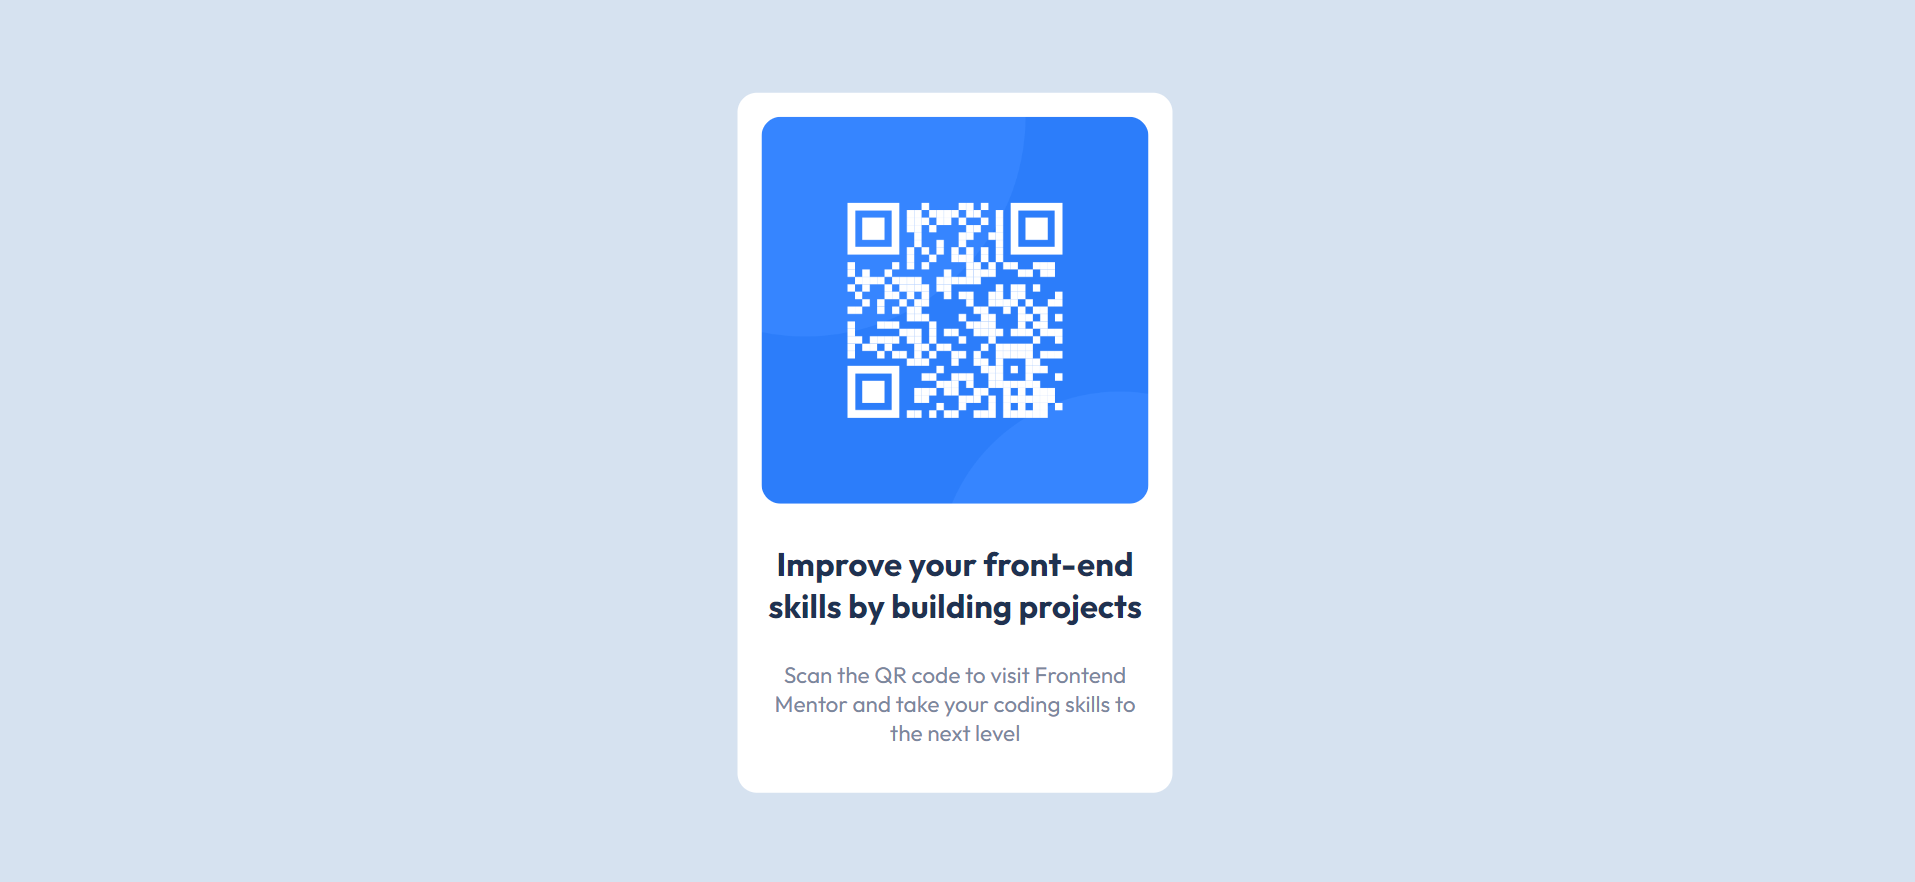 Improve your front-end
skills by building projects
Scan the QR code to visit Frontend
Mentor and take your coding skills to
the next level